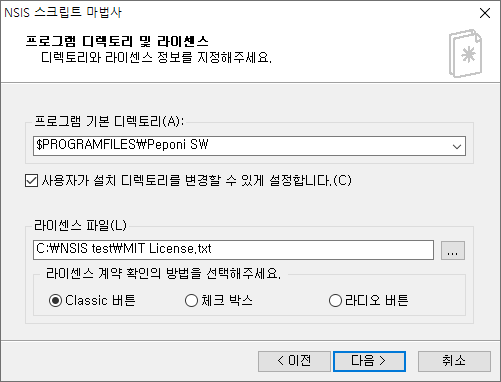 NSIS 스크립트 마법사
프로그램 디렉토리 및 라이센스
디렉토리와 라이센스 정보를 지정해주세요.
프로그램 기본 디렉토리(A):
$PROGRAMFILES₩Peponi SW
사용자가 설치 디렉토리를 변경할 수 있게 설정합니다.(C)
라이센스 파일(L)
C:₩NSIS test₩MIT License.txt
...
라이센스 계약 확인의 방법을 선택해주세요.
Classic 버튼 체크 박스 라디오 버튼
< 이전 다음 > 취소